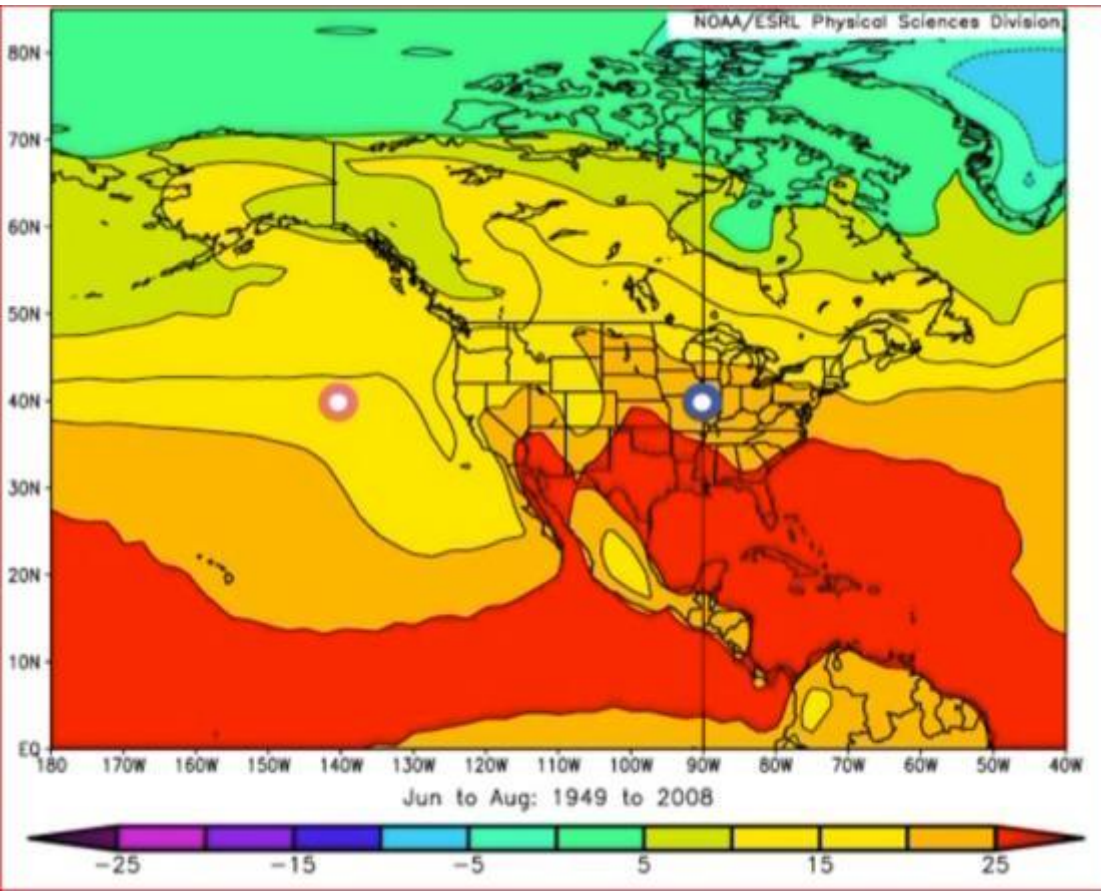 NOAA/ESRL Physical Sciences Division
80N
70N
60N
50N
40N
30N
20N
10N
EQ
180 170W 160W 150W 140W 130W 120W 110W 100W 90W 80W 70W 60W 50W 40W
Jun to Aug: 1949 to 2008
-25 -15 -5 5 15 25